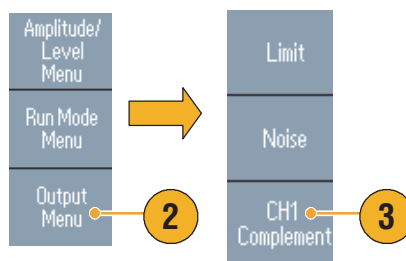 Amplitude/
Level
Menu
Run Mode
Menu
Output
Menu
2
Limit
Noise
CH1
Complement
3